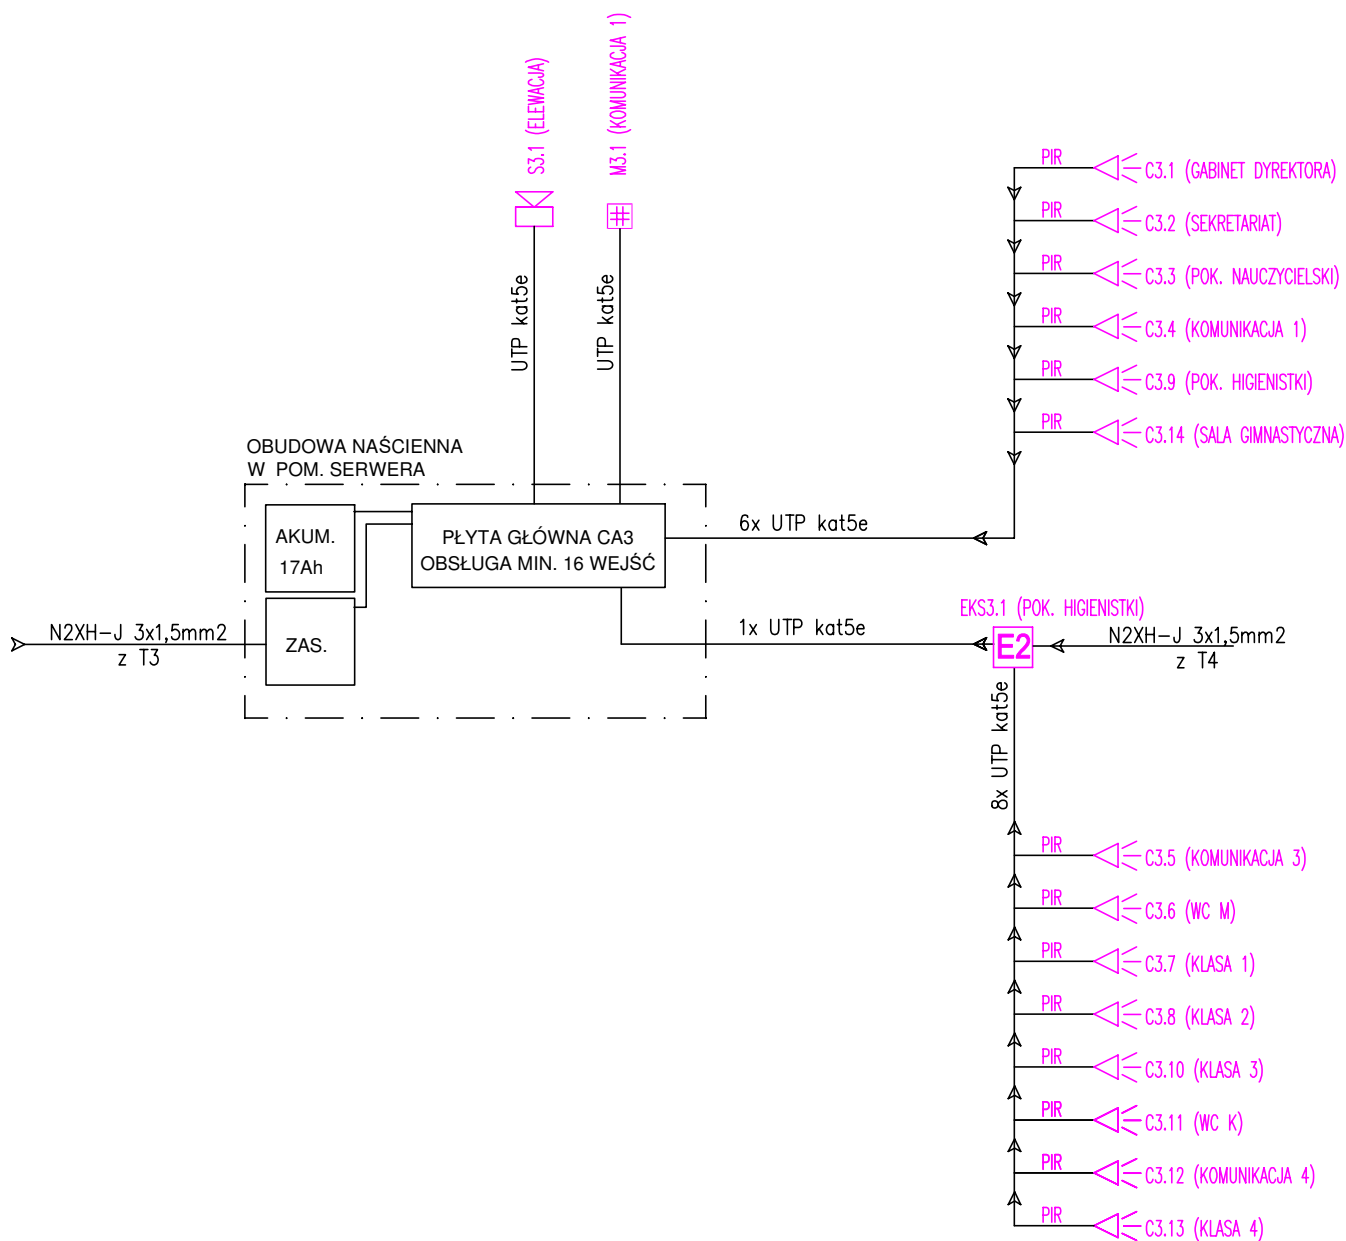 S3.1 (ELEWACJA)
M3.1 (KOMUNIKACJA 1)
UTP kat5e
UTP kat5e
PIR
C3.1 (GABINET DYREKTORA)
PIR
C3.2 (SEKRETARIAT)
PIR
C3.3 (POK. NAUCZYCIELSKI)
PIR
C3.4 (KOMUNIKACJA 1)
PIR
C3.9 (POK. HIGIENISTKI)
PIR
C3.14 (SALA GIMNASTYCZNA)
OBUDOWA NAŚCIENNA
W POM. SERWERA
AKUM.
17Ah
PŁYTA GŁÓWNA CA3
OBSŁUGA MIN. 16 WEJŚĆ
6x UTP kat5e
ZAS.
N2XH-J 3x1,5mm2
z T3
1x UTP kat5e
EKS3.1 (POK. HIGIENISTKI)
E2
N2XH-J 3x1,5mm2
z T4
8x UTP kat5e
PIR
C3.5 (KOMUNIKACJA 3)
PIR
C3.6 (WC M)
PIR
C3.7 (KLASA 1)
PIR
C3.8 (KLASA 2)
PIR
C3.10 (KLASA 3)
PIR
C3.11 (WC K)
PIR
C3.12 (KOMUNIKACJA 4)
PIR
C3.13 (KLASA 4)